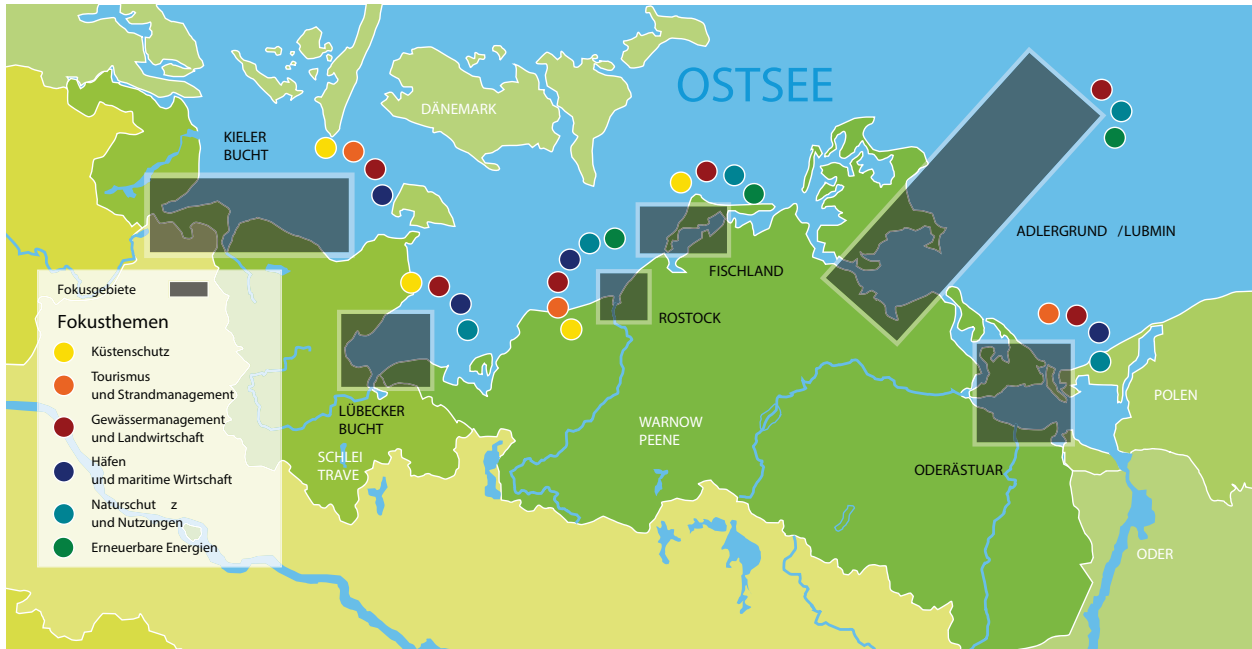 OSTSEE
DÄNEMARK
KIELER
BUCHT
ADLERGRUND /LUBMIN
FISCHLAND
ROSTOCK
Fokusgebiete
Fokusthemen
Küstenschutz
Tourismus
und Strandmanagement
Gewässermanagement
und Landwirtschaft
Häfen
und maritime Wirtschaft
Naturschut z
und Nutzungen
Erneuerbare Energien
LÜBECKER
BUCHT
SCHLEI
TRAVE
WARNOW
PEENE
ODERÄSTUAR
POLEN
ODER